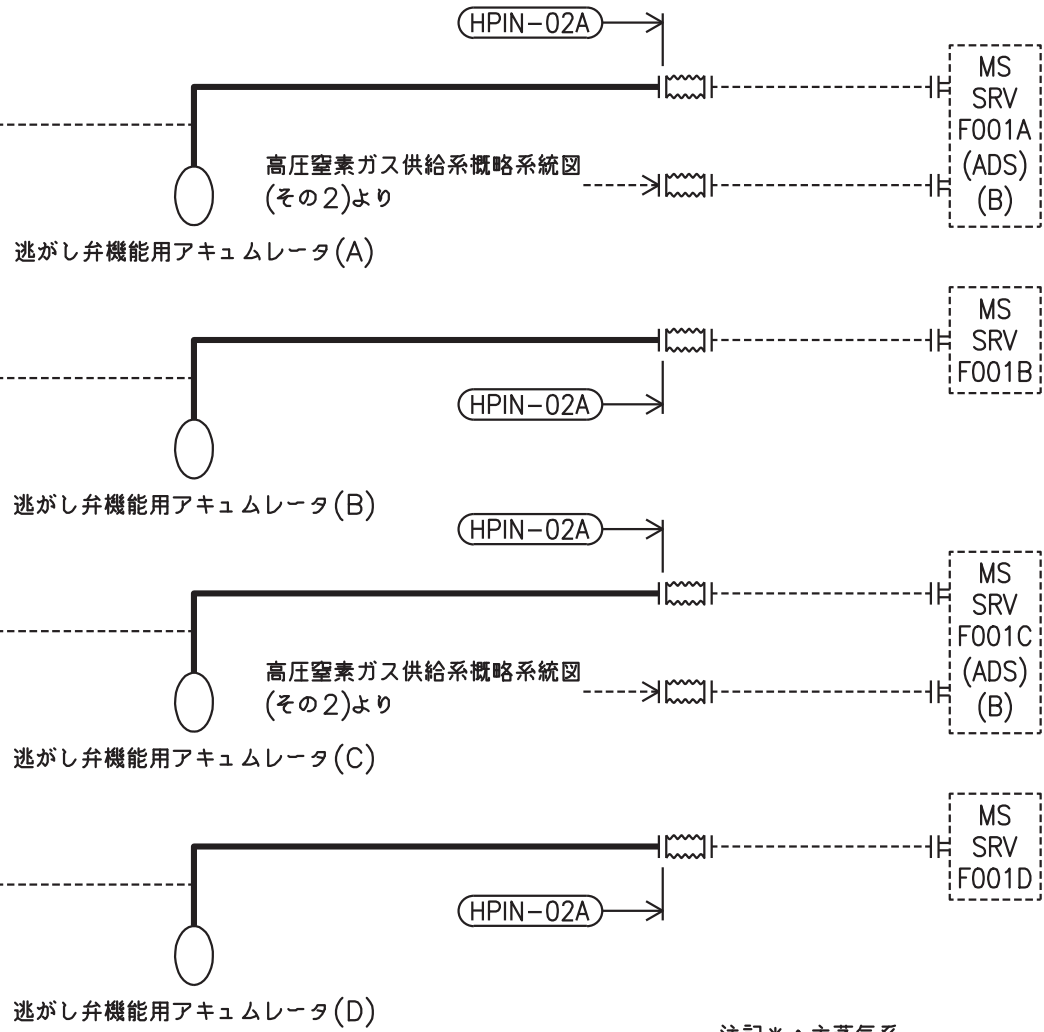 HPIN-02A
MS
SRV
F001A
(ADS)
(B)
高圧窒素ガス供給系概略系統図
(その2)より
逃がし弁機能用アキュムレータ(A)
MS
SRV
F001B
HPIN-02A
逃がし弁機能用アキュムレータ(B)
HPIN-02A
MS
SRV
F001C
(ADS)
(B)
高圧窒素ガス供給系概略系統図
(その2)より
逃がし弁機能用アキュムレータ(C)
MS
SRV
F001D
HPIN-02A
逃がし弁機能用アキュムレータ(D)